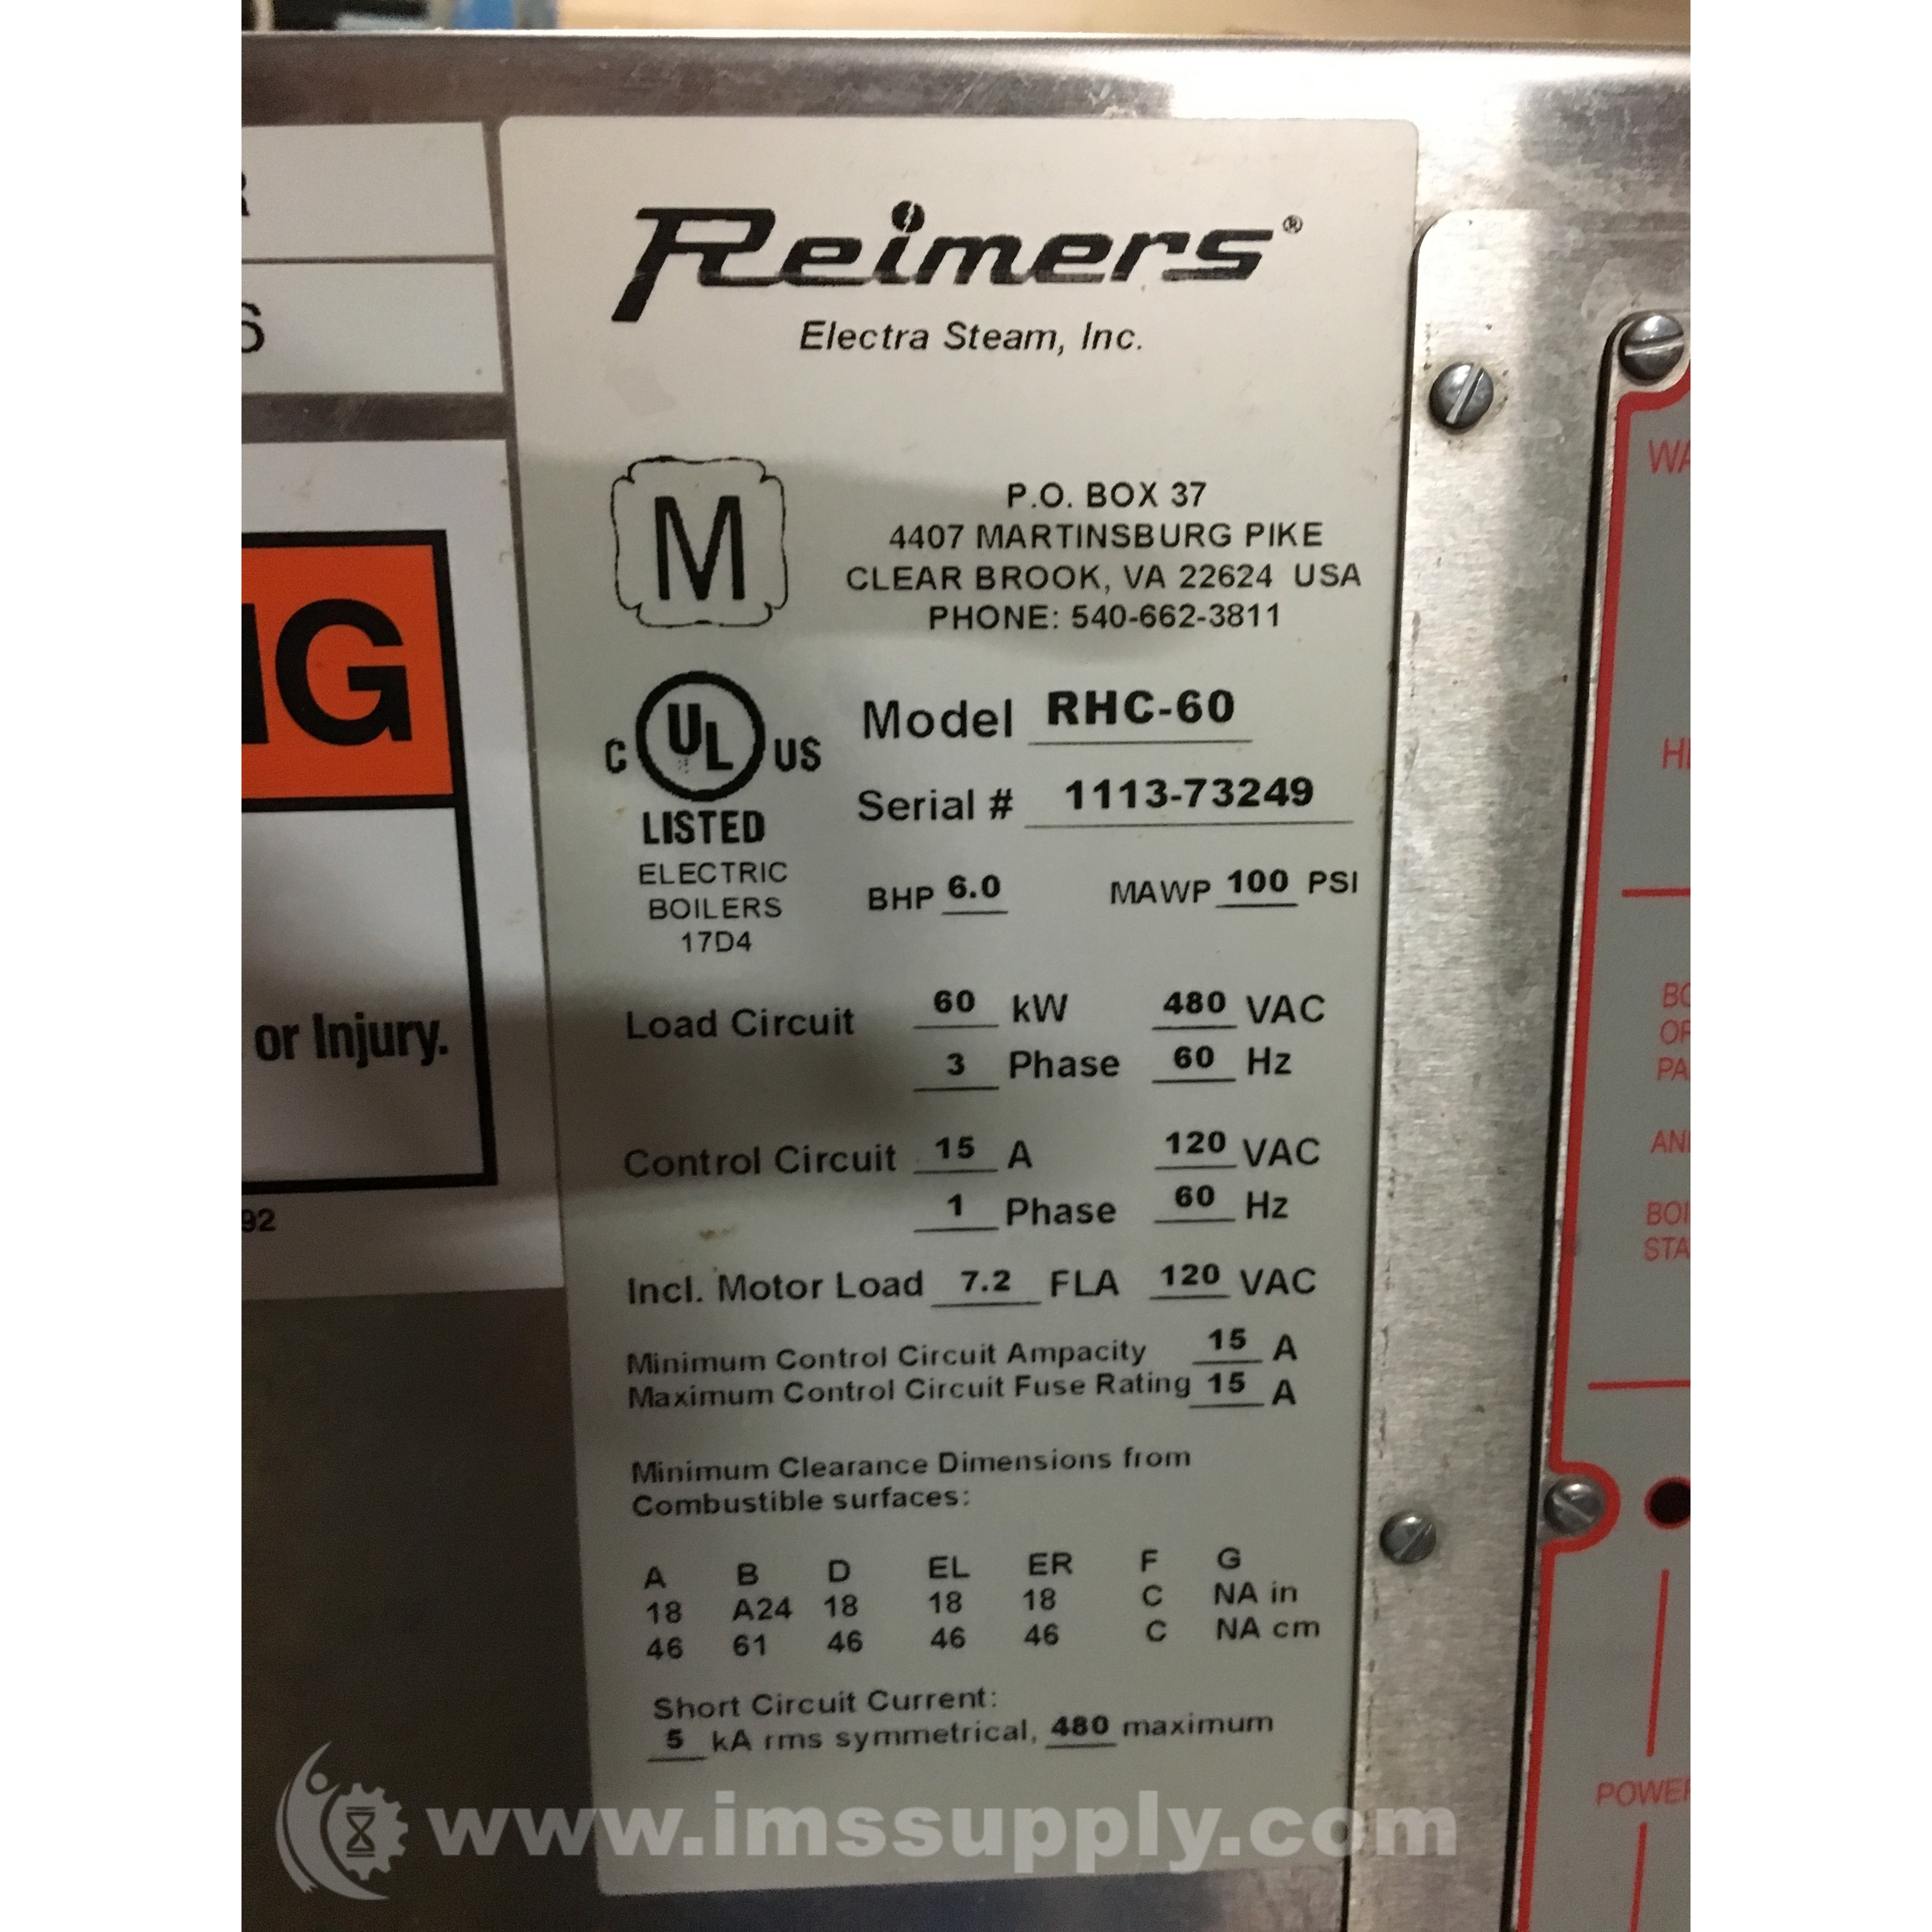 Reimers®
Electra Steam, Inc.
M
P.O. BOX 37
4407 MARTINSBURG PIKE
CLEAR BROOK, VA 22624 USA
PHONE: 540-662-3811
C UL US
LISTED
ELECTRIC
BOILERS
17D4
Model RHC-60
Serial # 1113-73249
BHP 6.0 MAWP 100 PSI
Load Circuit 60 kW 480 VAC
3 Phase 60 Hz
Control Circuit 15 A 120 VAC
1 Phase 60 Hz
Incl. Motor Load 7.2 FLA 120 VAC
Minimum Control Circuit Ampacity 15 A
Maximum Control Circuit Fuse Rating 15 A
Minimum Clearance Dimensions from
Combustible surfaces:
A B D EL ER F G
18 A24 18 18 18 C NA in
46 61 46 46 46 C NA cm
Short Circuit Current:
5 kA rms symmetrical, 480 maximum
or Injury.
92
www.imssupply.com